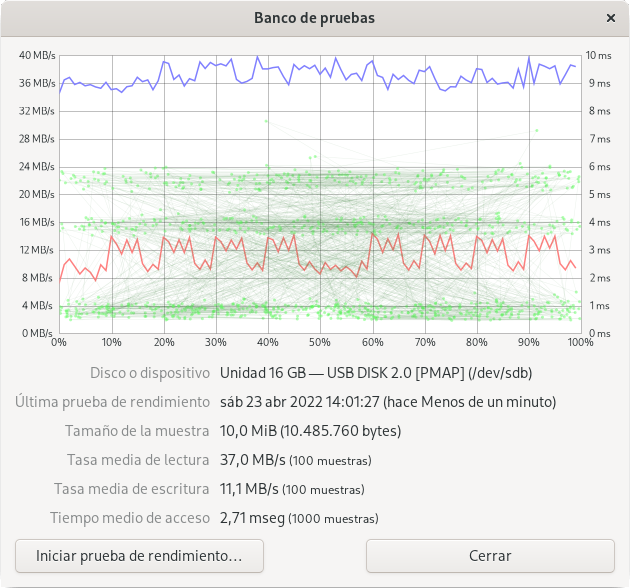 Banco de pruebas
40 MB/s 10 ms
36 MB/s 9 ms
32 MB/s 8 ms
28 MB/s 7 ms
24 MB/s 6 ms
20 MB/s 5 ms
16 MB/s 4 ms
12 MB/s 3 ms
8 MB/s 2 ms
4 MB/s 1 ms
0 MB/s 0 ms
0% 10% 20% 30% 40% 50% 60% 70% 80% 90% 100%
Disco o dispositivo Unidad 16 GB — USB DISK 2.0 [PMAP] (/dev/sdb)
Última prueba de rendimiento sáb 23 abr 2022 14:01:27 (hace Menos de un minuto)
Tamaño de la muestra 10,0 MiB (10.485.760 bytes)
Tasa media de lectura 37,0 MB/s (100 muestras)
Tasa media de escritura 11,1 MB/s (100 muestras)
Tiempo medio de acceso 2,71 mseg (1000 muestras)
Iniciar prueba de rendimiento… Cerrar